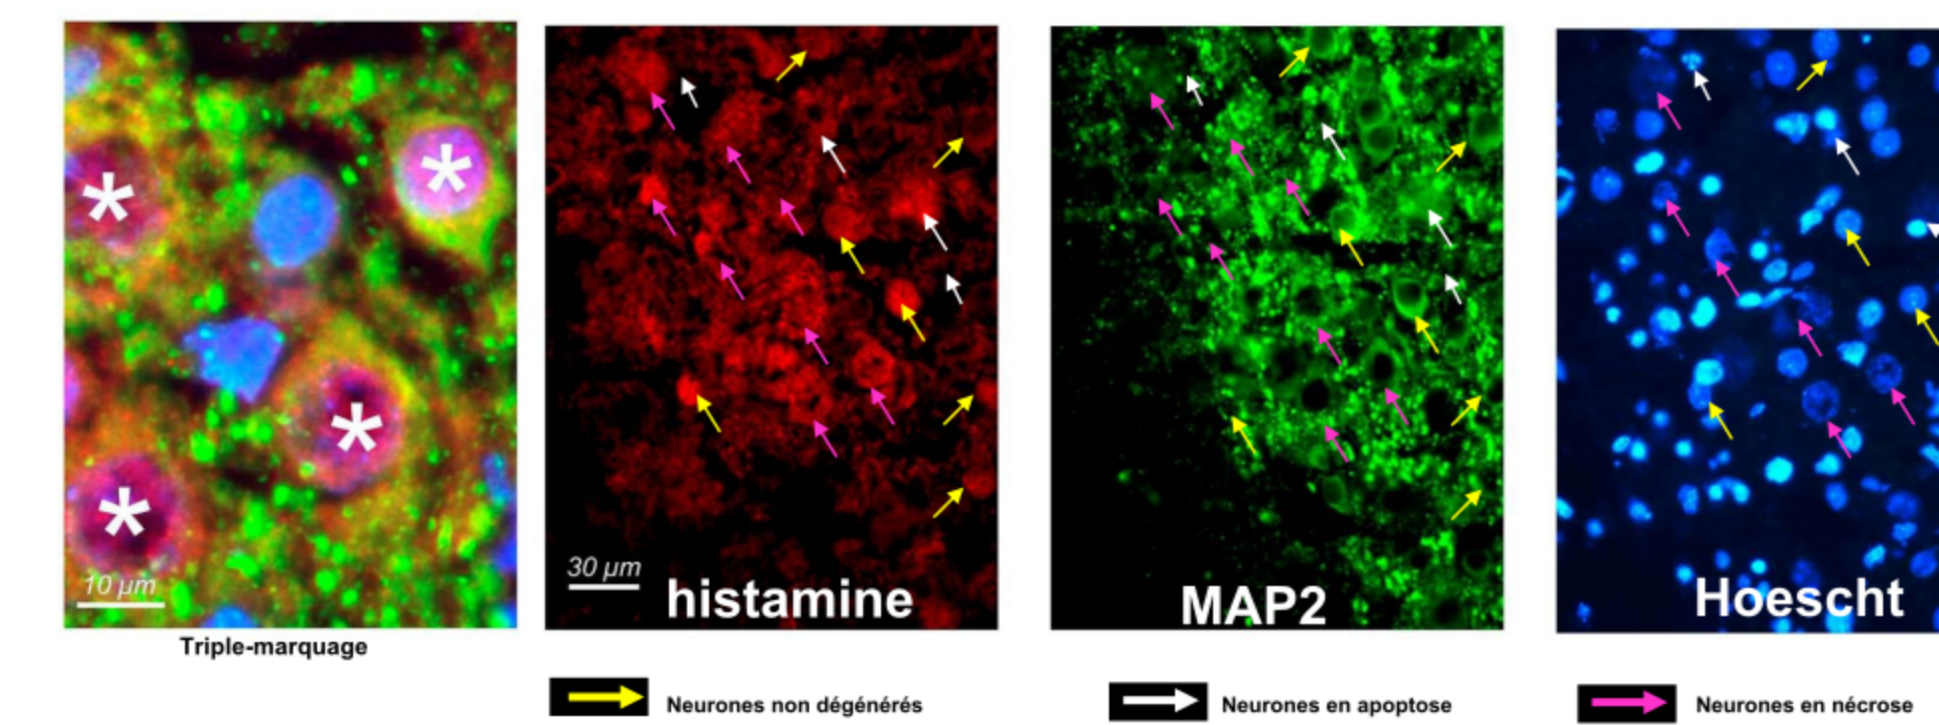 10 µm
30 µm
histamine
MAP2
Hoescht
Triple-marquage
Neurones non dégénérés
Neurones en apoptose
Neurones en nécrose